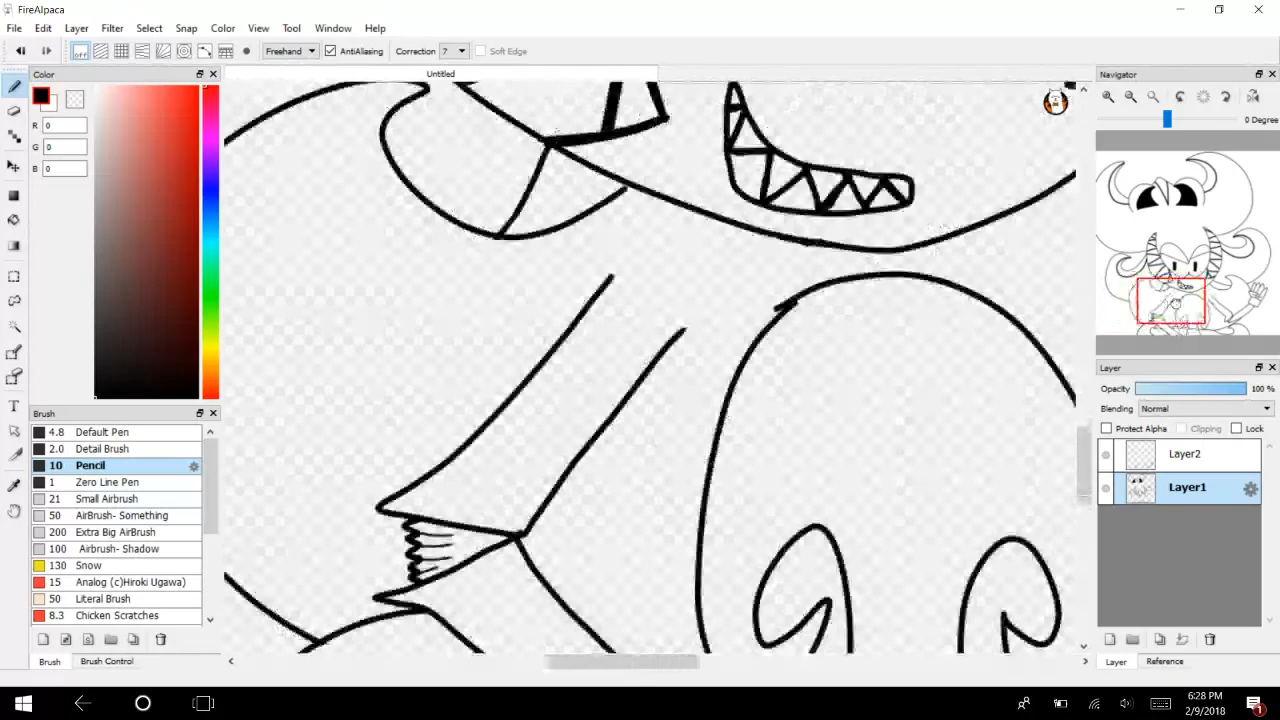 FireAlpaca
File Edit Layer Filter Select Snap Color View Tool Window Help
off Freehand AntiAliasing Correction 7 Soft Edge
Color
Untitled
Navigator
R 0
G 0
B 0
0 Degree
Brush
4.8 Default Pen
2.0 Detail Brush
10 Pencil
1 Zero Line Pen
21 Small Airbrush
50 AirBrush- Something
200 Extra Big AirBrush
100 Airbrush- Shadow
130 Snow
15 Analog (c)Hiroki Ugawa)
50 Literal Brush
8.3 Chicken Scratches
Brush Brush Control
Layer
Opacity 100 %
Blending Normal
Protect Alpha Clipping Lock
Layer2
Layer1
Layer Reference
6:28 PM
2/9/2018
1